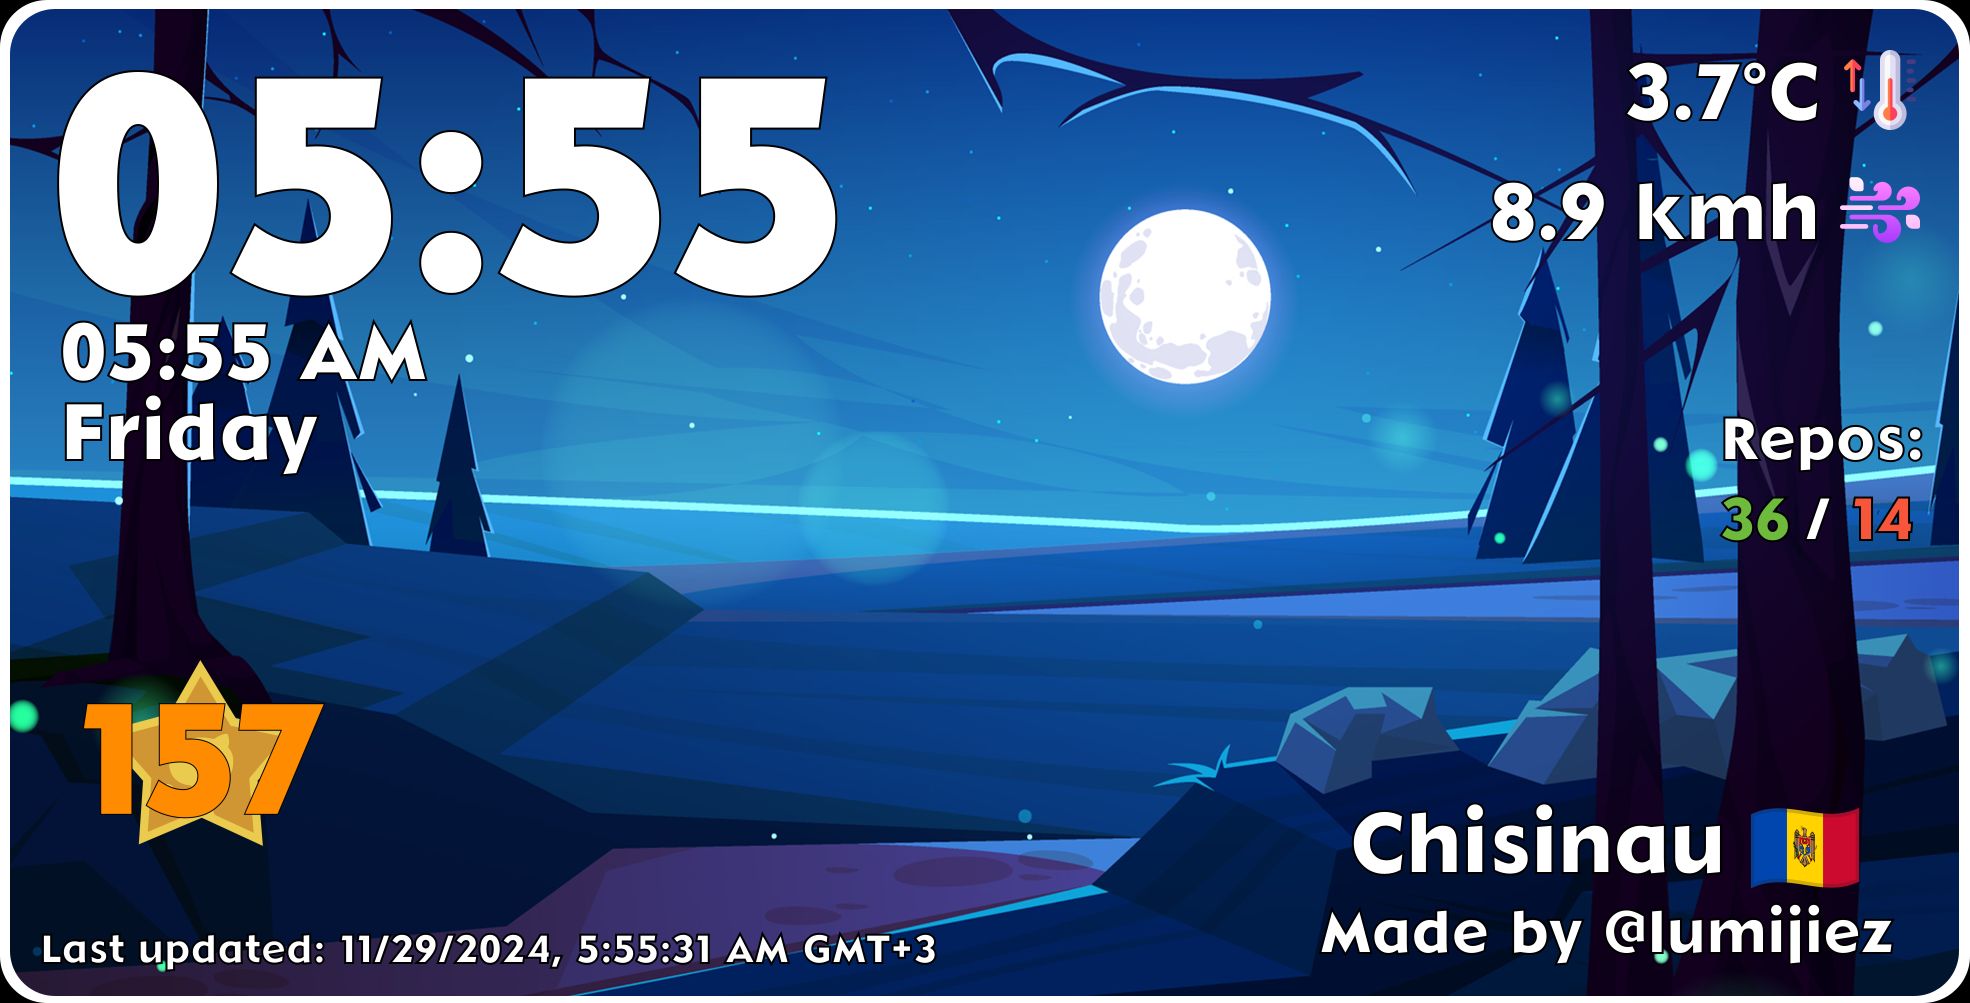 05:55
05:55 AM
Friday
3.7°C
8.9 kmh
Repos:
36 / 14
157
Chisinau
Made by @lumijiez
Last updated: 11/29/2024, 5:55:31 AM GMT+3